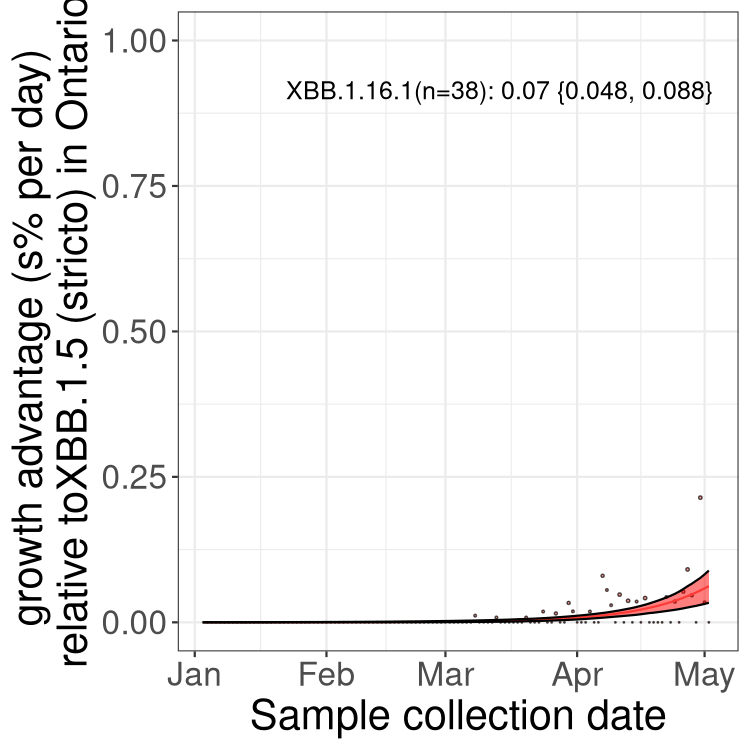 growth advantage (s% per day)
relative toXBB.1.5 (stricto) in Ontario
1.00
0.75
0.50
0.25
0.00
XBB.1.16.1(n=38): 0.07 {0.048, 0.088}
Jan Feb Mar Apr May
Sample collection date